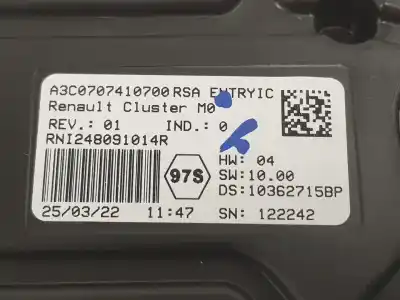 A3C0707410700 RSA ENTRYIC
Renault Cluster M0
REV.: 01 IND.: 0
RNI248091014R
97S
HW: 04
SW: 10.00
DS: 10362715BP
25/03/22 11:47 SN: 122242